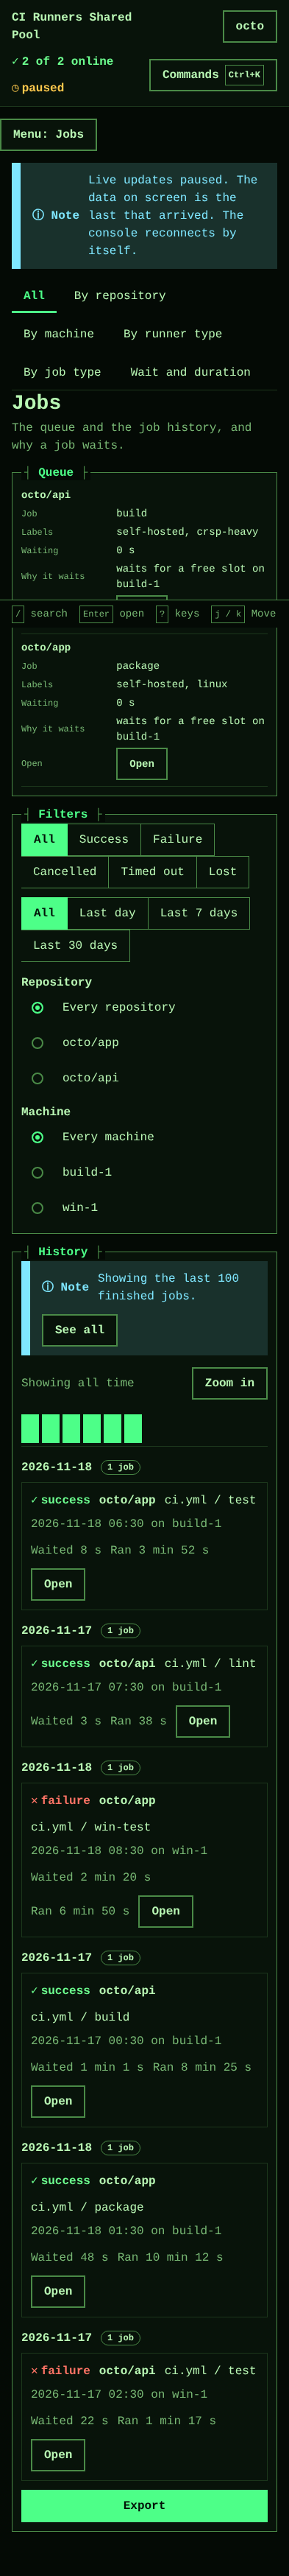 CI Runners Shared
Pool
octo
✓ 2 of 2 online
paused
Commands Ctrl+K
Menu: Jobs
ⓘ Note
Live updates paused. The
data on screen is the
last that arrived. The
console reconnects by
itself.
All By repository
By machine By runner type
By job type Wait and duration
Jobs
The queue and the job history, and
why a job waits.
Queue
octo/api
Job build
Labels self-hosted, crsp-heavy
Waiting 0 s
Why it waits waits for a free slot on
build-1
/ search Enter open ? keys j / k Move
octo/app
Job package
Labels self-hosted, linux
Waiting 0 s
Why it waits waits for a free slot on
build-1
Open Open
Filters
All Success Failure
Cancelled Timed out Lost
All Last day Last 7 days
Last 30 days
Repository
Every repository
octo/app
octo/api
Machine
Every machine
build-1
win-1
History
ⓘ Note
Showing the last 100
finished jobs.
See all
Showing all time Zoom in
2026-11-18 1 job
✓ success octo/app ci.yml / test
2026-11-18 06:30 on build-1
Waited 8 s Ran 3 min 52 s
Open
2026-11-17 1 job
✓ success octo/api ci.yml / lint
2026-11-17 07:30 on build-1
Waited 3 s Ran 38 s Open
2026-11-18 1 job
✕ failure octo/app
ci.yml / win-test
2026-11-18 08:30 on win-1
Waited 2 min 20 s
Ran 6 min 50 s Open
2026-11-17 1 job
✓ success octo/api
ci.yml / build
2026-11-17 00:30 on build-1
Waited 1 min 1 s Ran 8 min 25 s
Open
2026-11-18 1 job
✓ success octo/app
ci.yml / package
2026-11-18 01:30 on build-1
Waited 48 s Ran 10 min 12 s
Open
2026-11-17 1 job
✕ failure octo/api ci.yml / test
2026-11-17 02:30 on win-1
Waited 22 s Ran 1 min 17 s
Open
Export